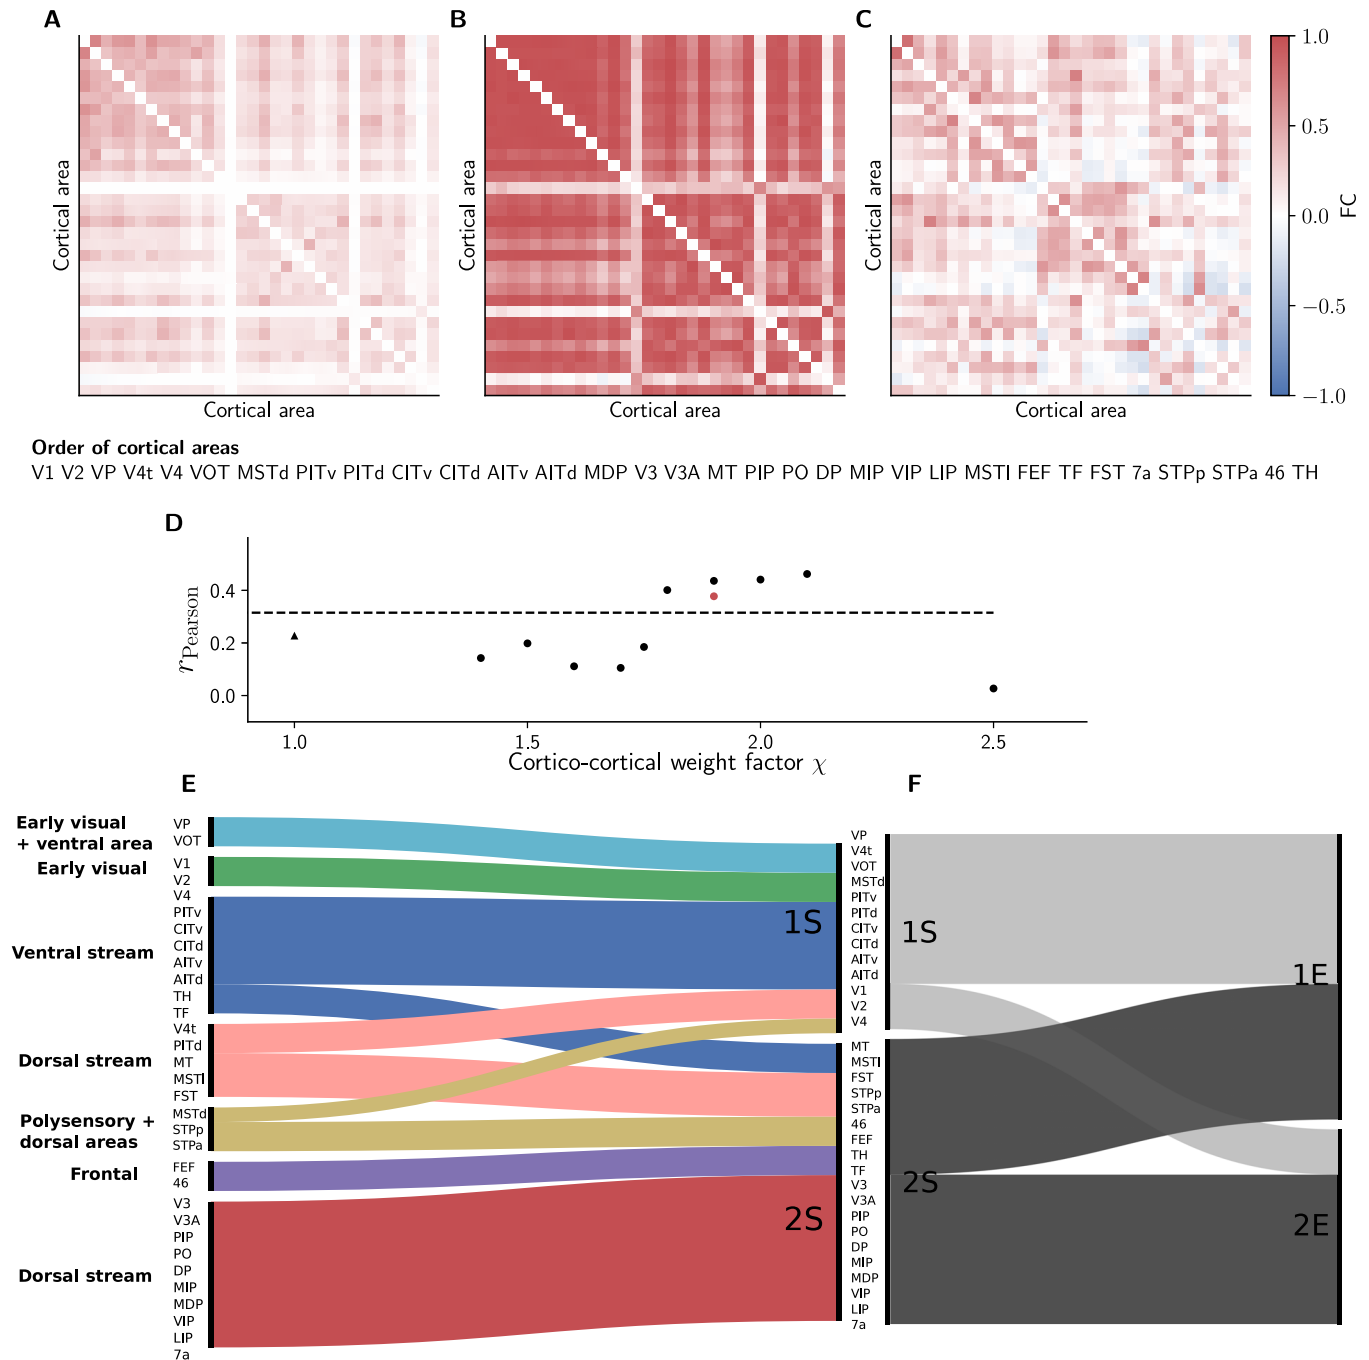 A
B
C
Cortical area
Cortical area
Cortical area
Cortical area
Cortical area
Cortical area
1.0
0.5
0.0
−0.5
−1.0
FC
Order of cortical areas
V1 V2 VP V4t V4 VOT MSTd PITv PITd CITv CITd AITv AITd MDP V3 V3A MT PIP PO DP MIP VIP LIP MSTl FEF TF FST 7a STPp STPa 46 TH
D
rPearson
0.4
0.2
0.0
1.0
1.5
2.0
2.5
Cortico-cortical weight factor χ
E
Early visual
+ ventral area
Early visual
Ventral stream
Dorsal stream
Polysensory +
dorsal areas
Frontal
Dorsal stream
VP
VOT
V1
V2
V4
PITv
CITv
CITd
AITv
AITd
TH
TF
V4t
PITd
MT
MSTl
FST
MSTd
STPp
STPa
FEF
46
V3
V3A
PIP
PO
DP
MIP
MDP
VIP
LIP
7a
1S
2S
F
VP
V4t
VOT
MSTd
PITv
PITd
CITv
CITd
AITv
AITd
V1
V2
V4
MT
MSTl
FST
STPp
STPa
46
FEF
TH
TF
V3
V3A
PIP
PO
DP
MIP
MDP
VIP
LIP
7a
1S
2S
1E
2E